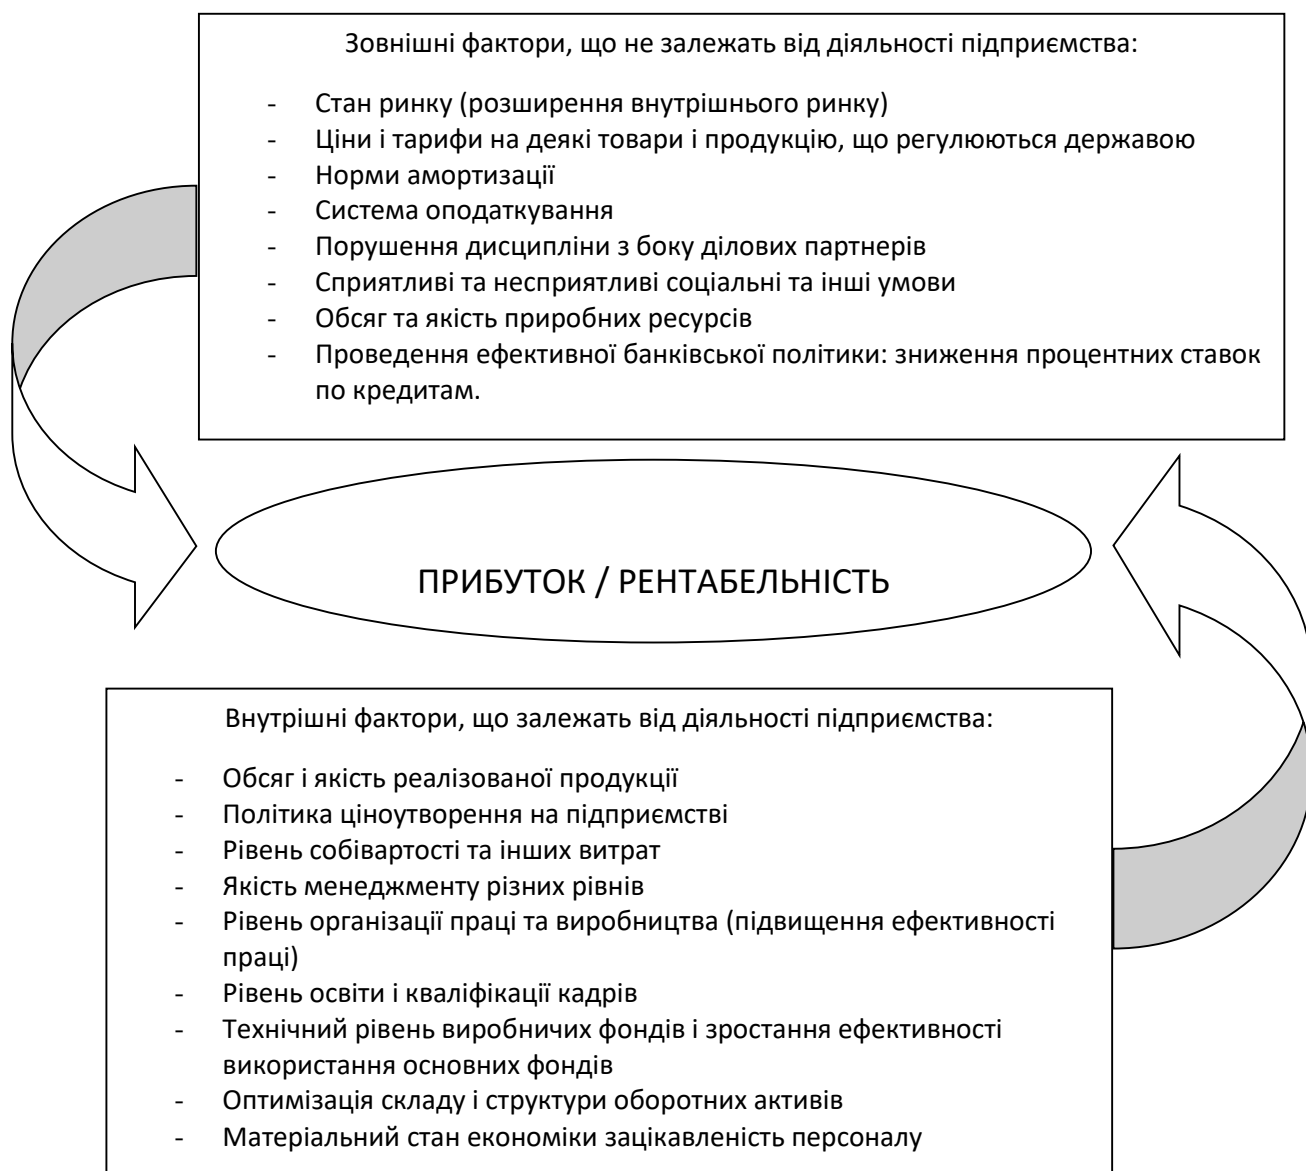 Зовнішні фактори, що не залежать від діяльності підприємства:
- Стан ринку (розширення внутрішнього ринку)
- Ціни і тарифи на деякі товари і продукцію, що регулюються державою
- Норми амортизації
- Система оподаткування
- Порушення дисципліни з боку ділових партнерів
- Сприятливі та несприятливі соціальні та інші умови
- Обсяг та якість приробних ресурсів
- Проведення ефективної банківської політики: зниження процентних ставок
по кредитам.
ПРИБУТОК / РЕНТАБЕЛЬНІСТЬ
Внутрішні фактори, що залежать від діяльності підприємства:
- Обсяг і якість реалізованої продукції
- Політика ціноутворення на підприємстві
- Рівень собівартості та інших витрат
- Якість менеджменту різних рівнів
- Рівень організації праці та виробництва (підвищення ефективності
праці)
- Рівень освіти і кваліфікації кадрів
- Технічний рівень виробничих фондів і зростання ефективності
використання основних фондів
- Оптимізація складу і структури оборотних активів
- Матеріальний стан економіки зацікавленість персоналу